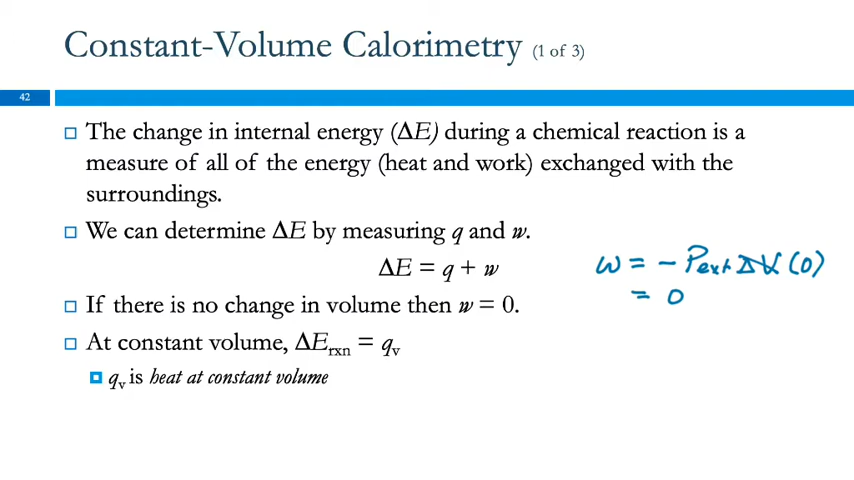 Constant-Volume Calorimetry (1 of 3)
42
The change in internal energy (ΔE) during a chemical reaction is a
measure of all of the energy (heat and work) exchanged with the
surroundings.
We can determine ΔE by measuring q and w.
ΔE = q + w
w = - Pext ΔV (0)
= 0
If there is no change in volume then w = 0.
At constant volume, ΔErxn = qv
qv is heat at constant volume